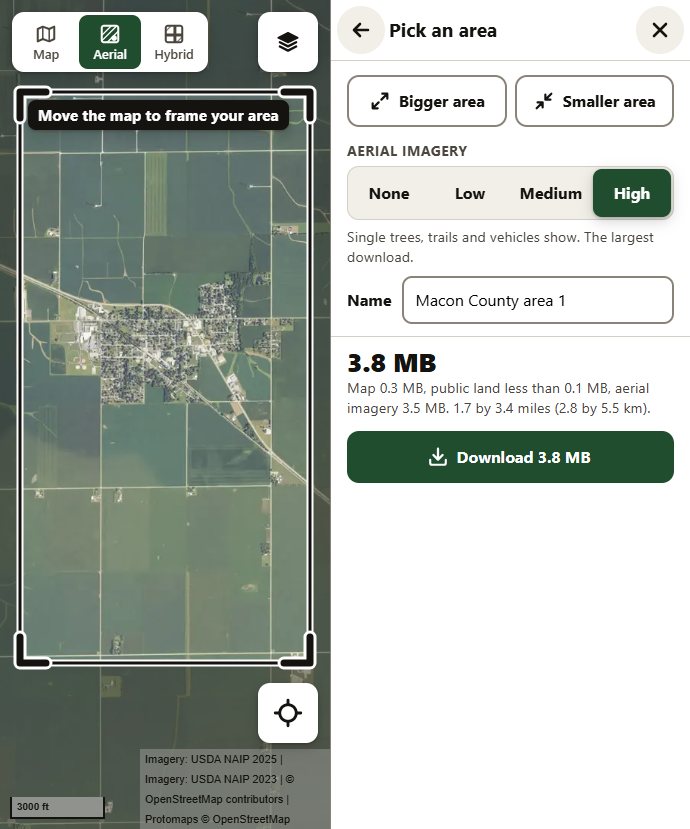 Map
Aerial
Hybrid
Move the map to frame your area
3000 ft
Imagery: USDA NAIP 2025 |
Imagery: USDA NAIP 2023 | ©
OpenStreetMap contributors |
Protomaps © OpenStreetMap
Pick an area
Bigger area
Smaller area
AERIAL IMAGERY
None
Low
Medium
High
Single trees, trails and vehicles show. The largest
download.
Name
Macon County area 1
3.8 MB
Map 0.3 MB, public land less than 0.1 MB, aerial
imagery 3.5 MB. 1.7 by 3.4 miles (2.8 by 5.5 km).
Download 3.8 MB